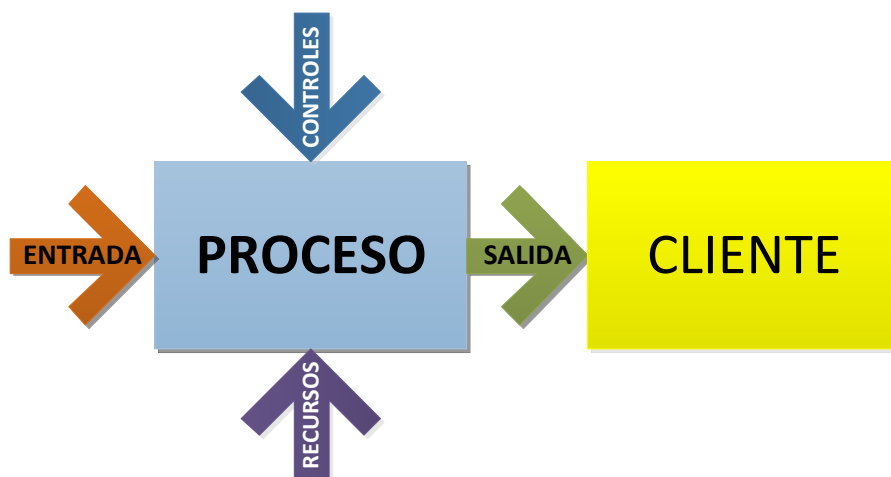 CONTROLES
ENTRADA
PROCESO
SALIDA
CLIENTE
RECURSOS